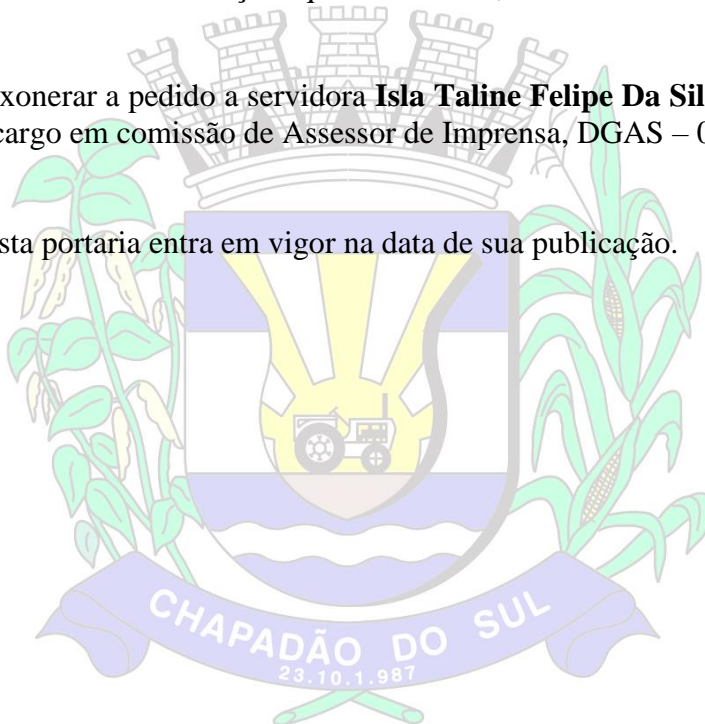 xonerar a pedido a servidora Isla Taline Felipe Da Sil
cargo em comissão de Assessor de Imprensa, DGAS – 0
sta portaria entra em vigor na data de sua publicação.
CHAPADÃO DO SUL
23.10.1.987